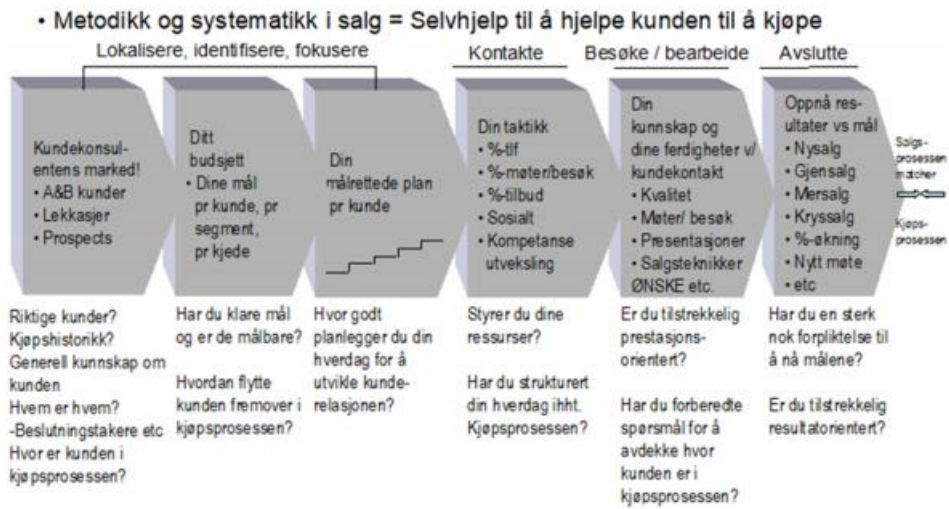 • Metodikk og systematikk i salg = Selvhjelp til å hjelpe kunden til å kjøpe
Lokalisere, identifisere, fokusere
Kontakte
Besøke / bearbeide
Avslutte
Kundekonsul-
entens marked!
• A&B kunder
• Lekkasjer
• Prospects
Ditt
budsjett
• Dine mål
pr kunde, pr
segment,
pr kjede
Din
målrettede plan
pr kunde
Din taktikk
• %-tlf
• %-møter/besøk
• %-tilbud
• Sosialt
• Kompetanse
utveksling
Din
kunnskap og
dine ferdigheter v/
kundekontakt
• Kvalitet
• Møter/ besøk
• Presentasjoner
• Salgsteknikker
ØNSKE etc.
Oppnå res-
ultater vs mål
• Nysalg
• Gjensalg
• Mersalg
• Kryssalg
• %-økning
• Nytt møte
• etc
Salgs-
prosessen
matcher
Kjøps-
prosessen
Riktige kunder?
Kjøpshistorikk?
Generell kunnskap om
kunden
Hvem er hvem?
-Beslutningstakere etc
Hvor er kunden i
kjøpsprosessen?
Har du klare mål
og er de målbare?
Hvordan flytte
kunden fremover i
kjøpsprosessen?
Hvor godt
planlegger du din
hverdag for å
utvikle kunde-
relasjonen?
Styrer du dine
ressurser?
Har du strukturert
din hverdag ihht.
Kjøpsprosessen?
Er du tilstrekkelig
prestasjons-
orientert?
Har du forberedte
spørsmål for å
avdekke hvor
kunden er i
kjøpsprosessen?
Har du en sterk
nok forpliktelse til
å nå målene?
Er du tilstrekkelig
resultatorientert?